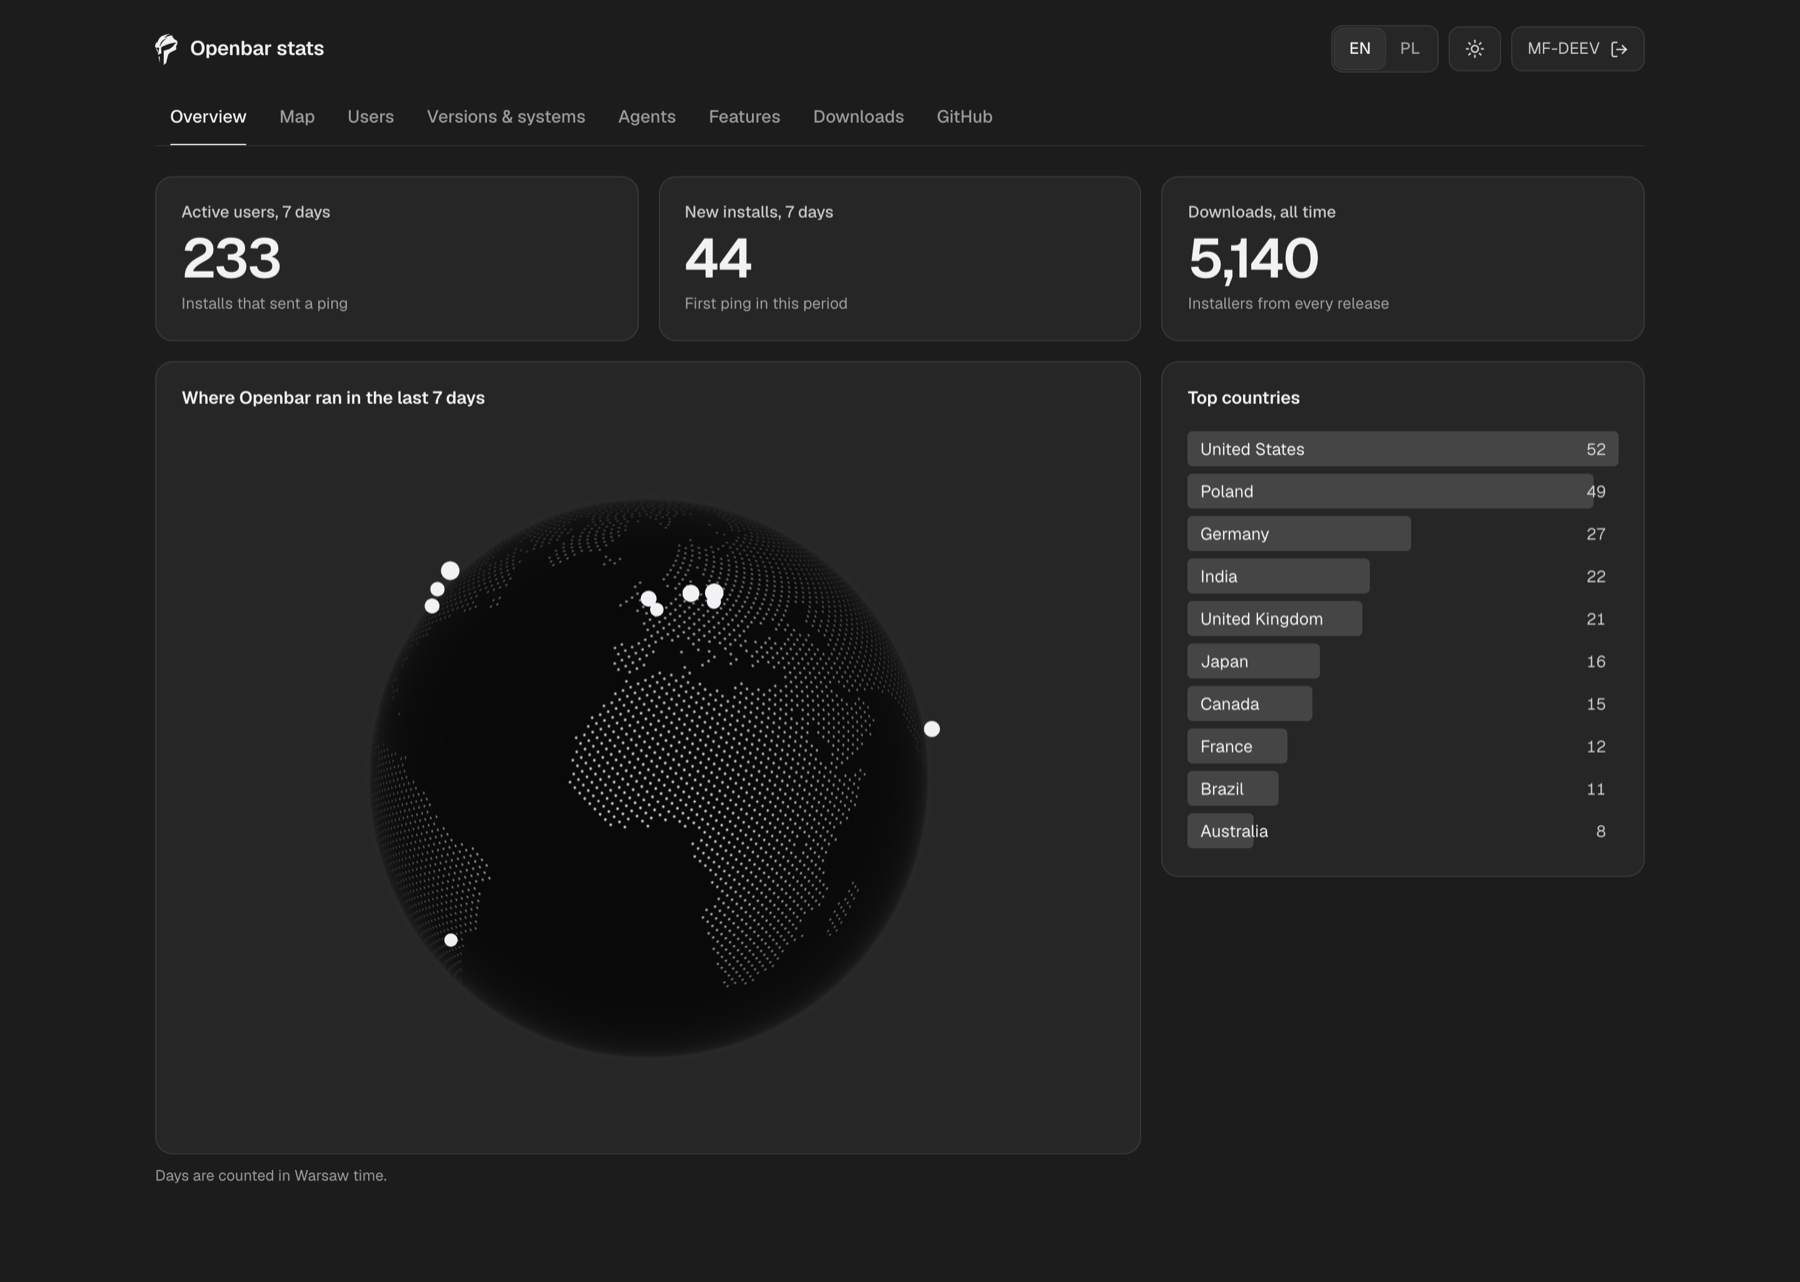 Openbar stats
EN PL
MF-DEEV
Overview Map Users Versions & systems Agents Features Downloads GitHub
Active users, 7 days
233
Installs that sent a ping
New installs, 7 days
44
First ping in this period
Downloads, all time
5,140
Installers from every release
Where Openbar ran in the last 7 days
Top countries
United States 52
Poland 49
Germany 27
India 22
United Kingdom 21
Japan 16
Canada 15
France 12
Brazil 11
Australia 8
Days are counted in Warsaw time.